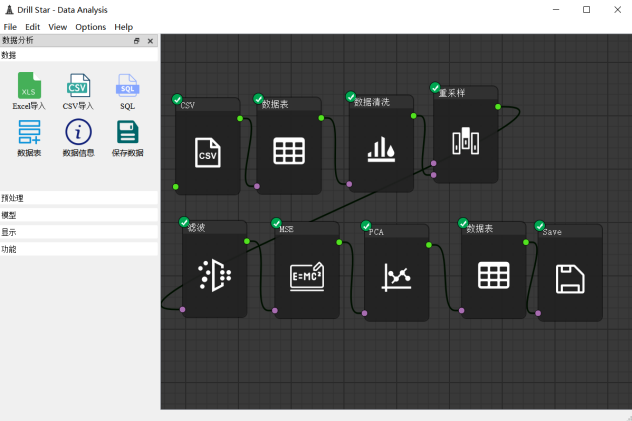 Drill Star - Data Analysis
File Edit View Options Help
数据分析
数据
XLS
CSV
SQL
Excel导入
CSV导入
SQL
数据表
数据信息
保存数据
预处理
模型
显示
功能
CSV
数据表
数据清洗
重采样
CSV
滤波
MSE
PCA
数据表
Save
E=MC²